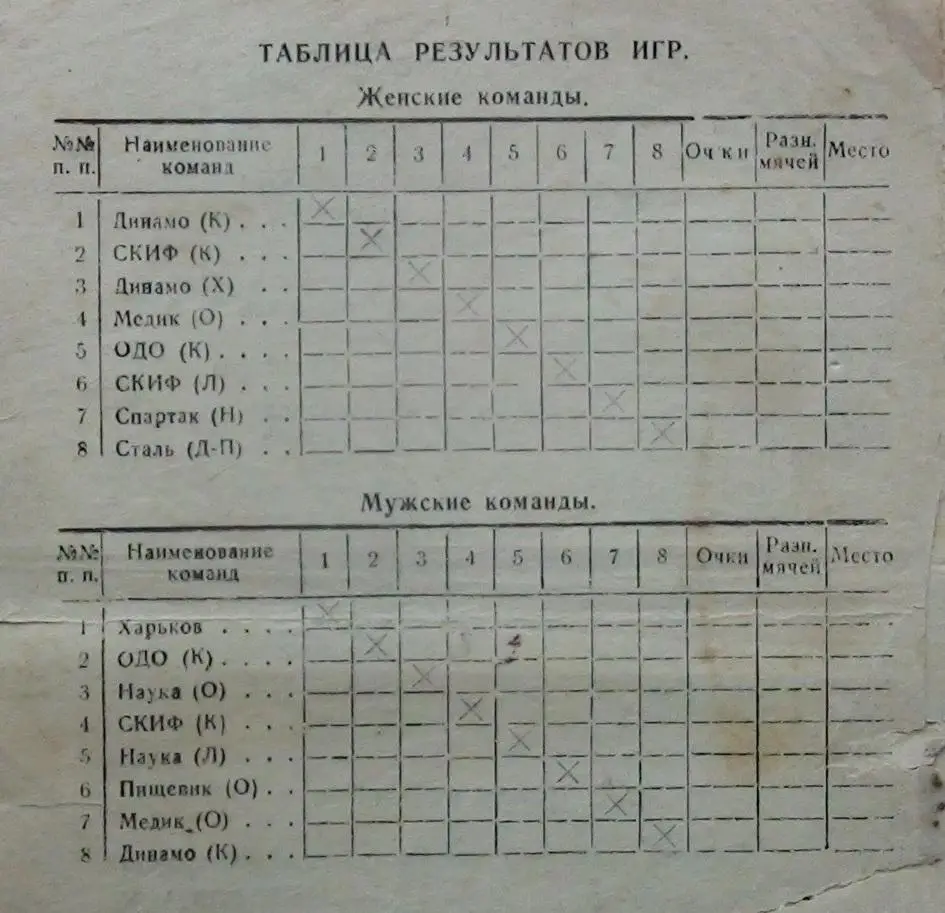 ТАБЛИЦА РЕЗУЛЬТАТОВ ИГР.
Женские команды.
№№ п. п. Наименование команд 1 2 3 4 5 6 7 8 Очки Разн. мячей Место
1 Динамо (К) . . .
2 СКИФ (К) . . .
3 Динамо (Х) . .
4 Медик (О) . . .
5 ОДО (К) . . . .
6 СКИФ (Л) . . .
7 Спартак (Н) . .
8 Сталь (Д-П) . .
Мужские команды.
№№ п. п. Наименование команд 1 2 3 4 5 6 7 8 Очки Разн. мячей Место
1 Харьков . . . .
2 ОДО (К) . . . .
3 Наука (О) . . .
4 СКИФ (К) . . .
5 Наука (Л) . . .
6 Пищевик (О) . .
7 Медик (О) . . .
8 Динамо (К) . . .